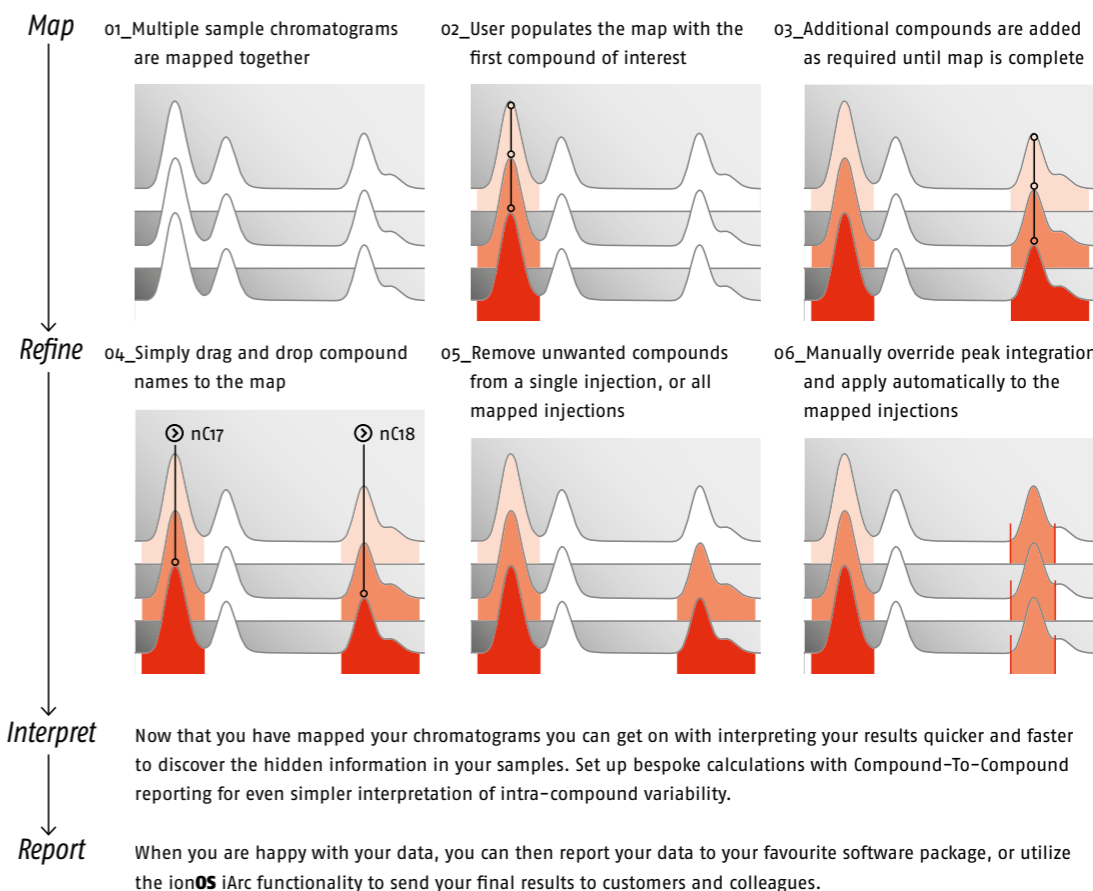 Map
01_Multiple sample chromatograms
are mapped together
02_User populates the map with the
first compound of interest
03_Additional compounds are added
as required until map is complete
Refine
04_Simply drag and drop compound
names to the map
05_Remove unwanted compounds
from a single injection, or all
mapped injections
06_Manually override peak integration
and apply automatically to the
mapped injections
nC17
nC18
Interpret
Now that you have mapped your chromatograms you can get on with interpreting your results quicker and faster
to discover the hidden information in your samples. Set up bespoke calculations with Compound-To-Compound
reporting for even simpler interpretation of intra-compound variability.
Report
When you are happy with your data, you can then report your data to your favourite software package, or utilize
the ionOS iArc functionality to send your final results to customers and colleagues.